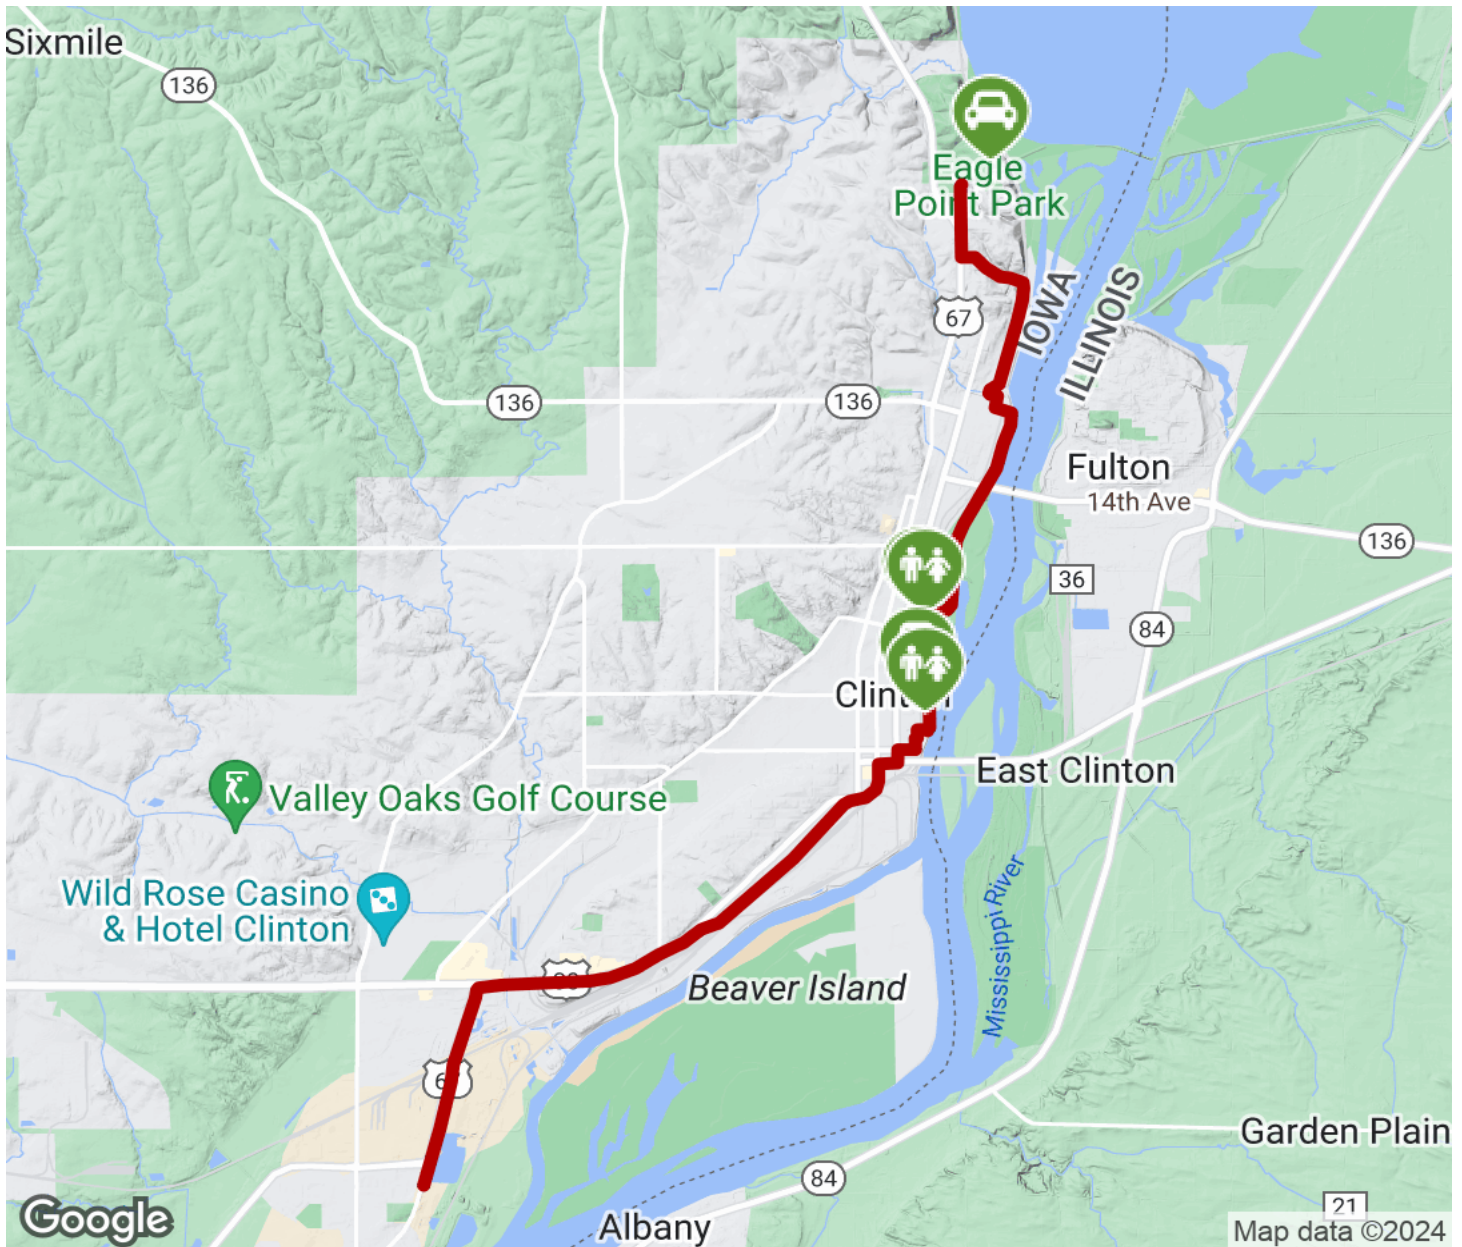 Sixmile
136
Eagle
Point Park
67
IOWA
ILLINOIS
136
136
Fulton
14th Ave
136
36
84
Clinton
East Clinton
Valley Oaks Golf Course
Wild Rose Casino
& Hotel Clinton
Mississippi River
Beaver Island
Garden Plain
84
21
Albany
Google
Map data ©2024